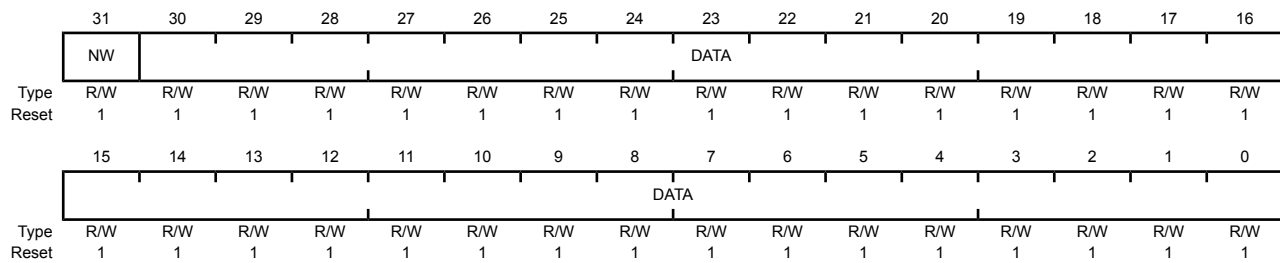 31 30 29 28 27 26 25 24 23 22 21 20 19 18 17 16
NW DATA
Type R/W R/W R/W R/W R/W R/W R/W R/W R/W R/W R/W R/W R/W R/W R/W R/W
Reset 1 1 1 1 1 1 1 1 1 1 1 1 1 1 1 1
15 14 13 12 11 10 9 8 7 6 5 4 3 2 1 0
DATA
Type R/W R/W R/W R/W R/W R/W R/W R/W R/W R/W R/W R/W R/W R/W R/W R/W
Reset 1 1 1 1 1 1 1 1 1 1 1 1 1 1 1 1